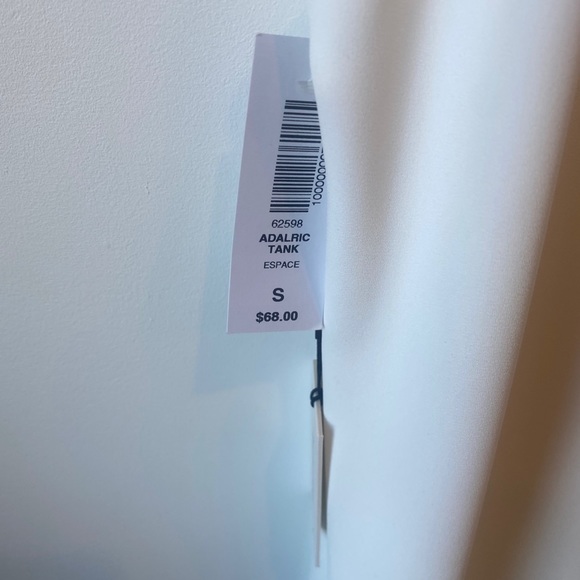 62598
ADALRIC
TANK
ESPACE
S
$68.00